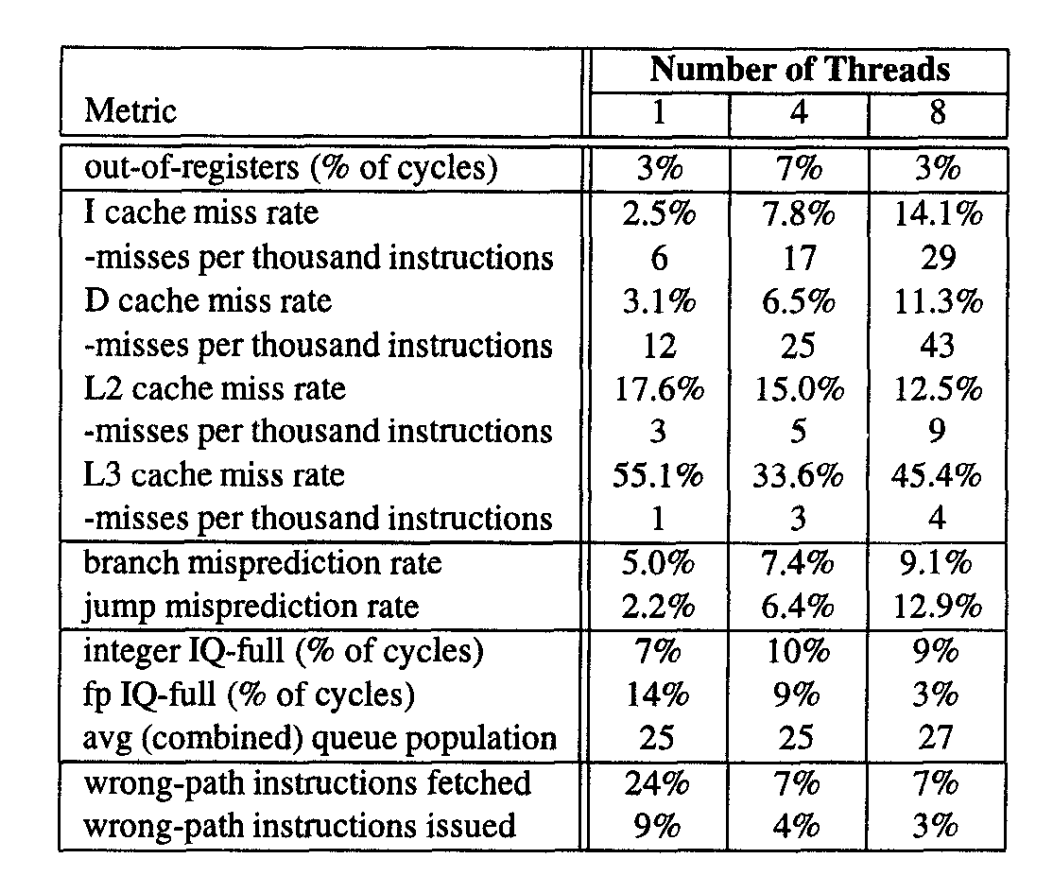 Number of Threads
Metric 1 4 8
out-of-registers (% of cycles) 3% 7% 3%
I cache miss rate 2.5% 7.8% 14.1%
-misses per thousand instructions 6 17 29
D cache miss rate 3.1% 6.5% 11.3%
-misses per thousand instructions 12 25 43
L2 cache miss rate 17.6% 15.0% 12.5%
-misses per thousand instructions 3 5 9
L3 cache miss rate 55.1% 33.6% 45.4%
-misses per thousand instructions 1 3 4
branch misprediction rate 5.0% 7.4% 9.1%
jump misprediction rate 2.2% 6.4% 12.9%
integer IQ-full (% of cycles) 7% 10% 9%
fp IQ-full (% of cycles) 14% 9% 3%
avg (combined) queue population 25 25 27
wrong-path instructions fetched 24% 7% 7%
wrong-path instructions issued 9% 4% 3%